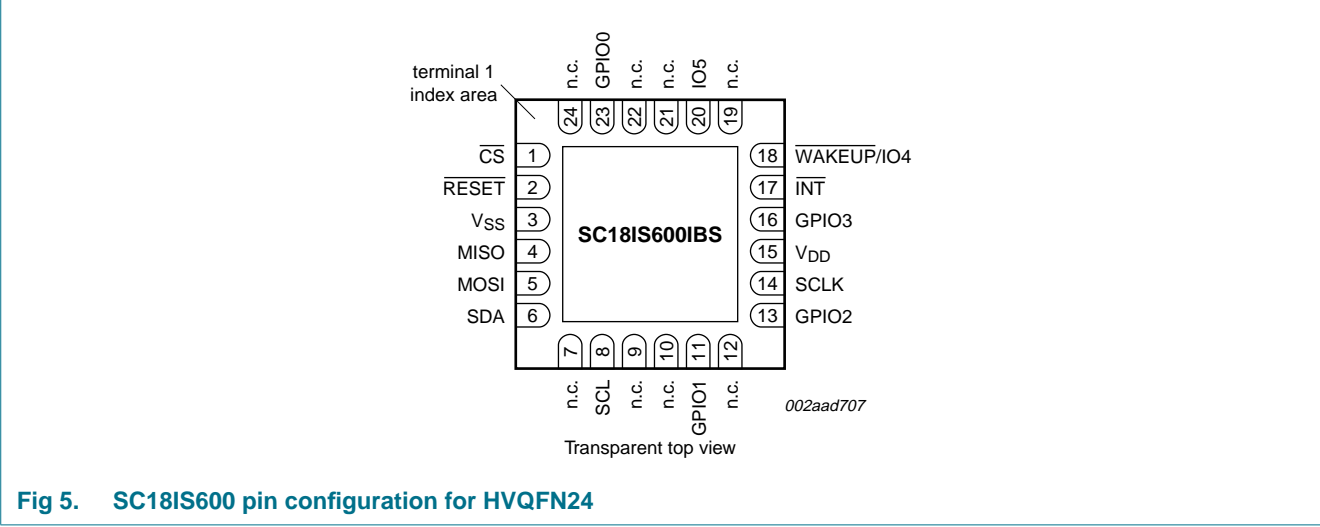 terminal 1
index area
n.c.
GPIO0
n.c.
n.c.
IO5
n.c.
24
23
22
21
20
19
CS 1
RESET 2
VSS 3
MISO 4
MOSI 5
SDA 6
SC18IS600IBS
18 WAKEUP/IO4
17 INT
16 GPIO3
15 VDD
14 SCLK
13 GPIO2
7
8
9
10
11
12
n.c.
SCL
n.c.
n.c.
GPIO1
n.c.
002aad707
Transparent top view
Fig 5. SC18IS600 pin configuration for HVQFN24